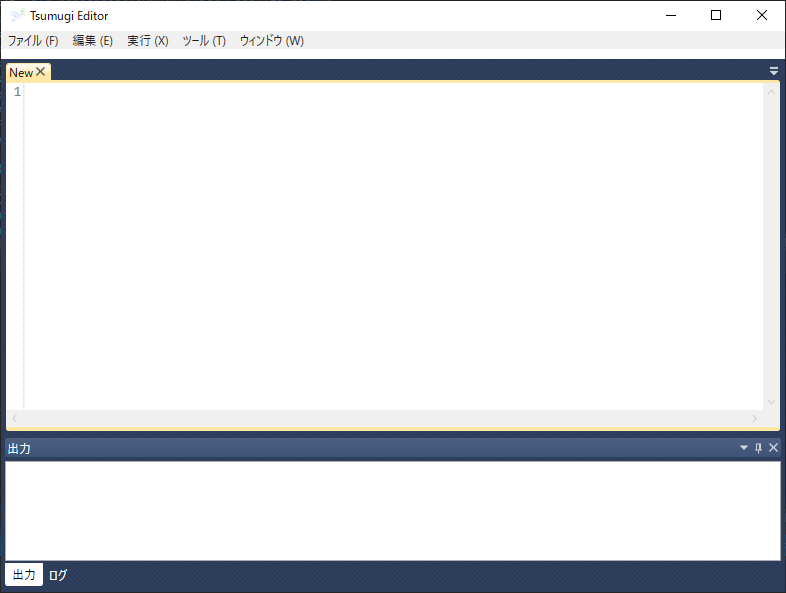 Tsumugi Editor
ファイル (F) 編集 (E) 実行 (X) ツール (T) ウィンドウ (W)
New
1
出力
出力 ログ